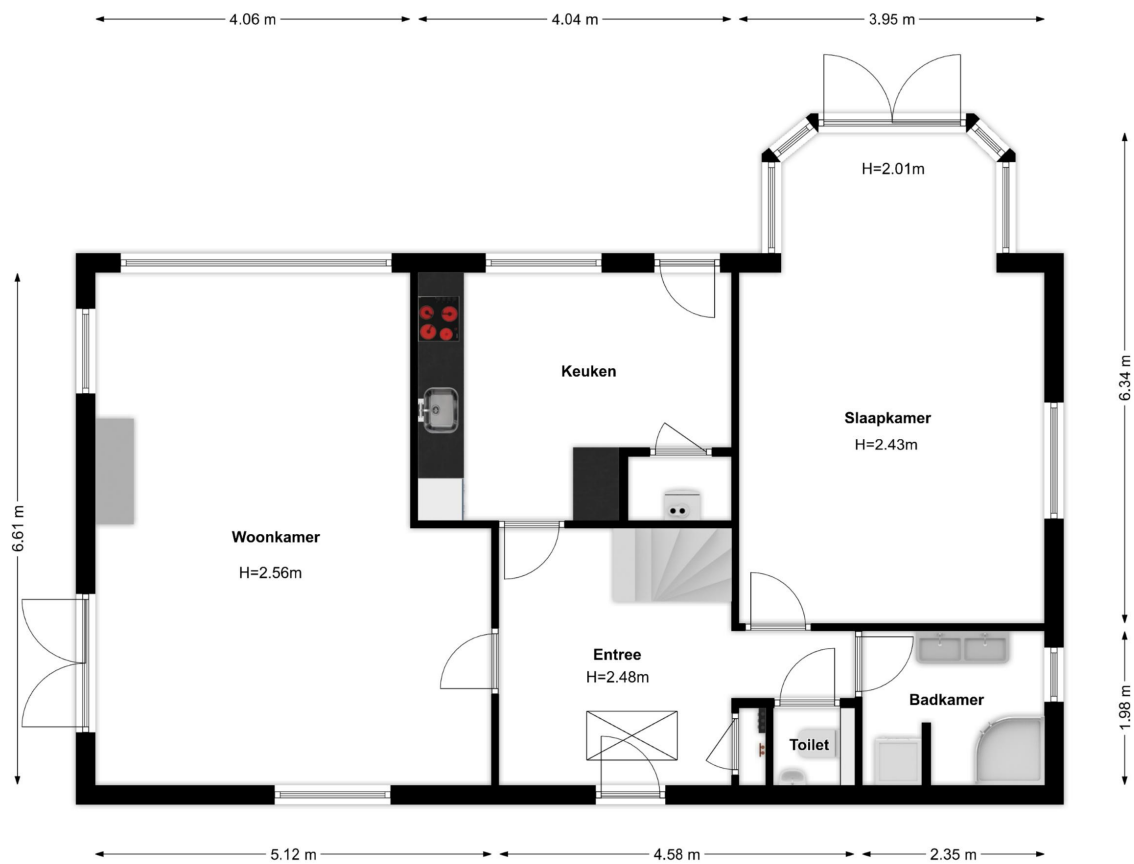 4.06 m
4.04 m
3.95 m
H=2.01m
Keuken
Slaapkamer
H=2.43m
6.34 m
6.61 m
Woonkamer
H=2.56m
Entree
H=2.48m
Badkamer
1.98 m
Toilet
5.12 m
4.58 m
2.35 m